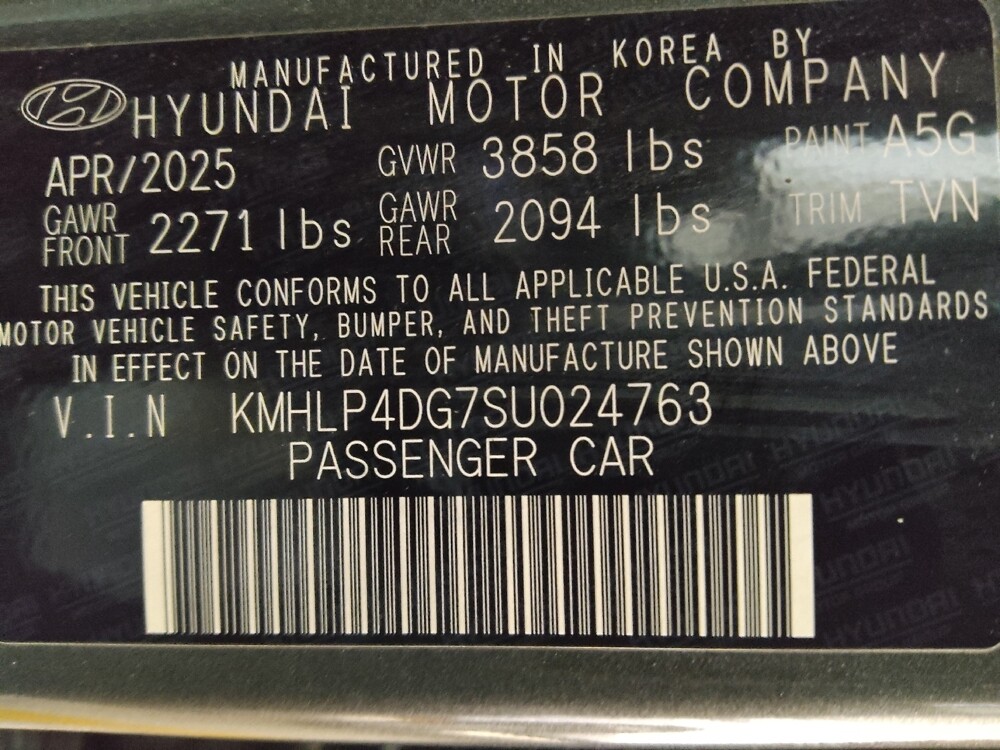 MANUFACTURED IN KOREA BY
HYUNDAI MOTOR COMPANY
APR/2025 GVWR 3858 lbs PAINT A5G
GAWR FRONT 2271 lbs GAWR REAR 2094 lbs TRIM TVN
THIS VEHICLE CONFORMS TO ALL APPLICABLE U.S.A. FEDERAL
MOTOR VEHICLE SAFETY, BUMPER, AND THEFT PREVENTION STANDARDS
IN EFFECT ON THE DATE OF MANUFACTURE SHOWN ABOVE
V.I.N KMHLP4DG7SU024763
PASSENGER CAR